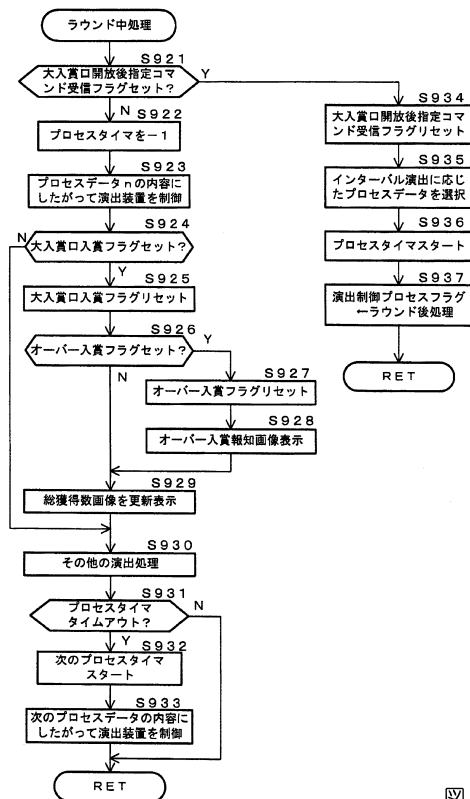 ラウンド中処理
S921
大入賞口開放後指定コマ
ンド受信フラグセット?
Y
N
S922
プロセスタイマを−1
S923
プロセスデータnの内容に
したがって演出装置を制御
S924
N
大入賞口入賞フラグセット?
Y
S925
大入賞口入賞フラグリセット
S926
オーバー入賞フラグセット?
Y
N
S927
オーバー入賞フラグリセット
S928
オーバー入賞報知画像表示
S929
総獲得数画像を更新表示
S930
その他の演出処理
S931
プロセスタイマ
タイムアウト?
N
Y
S932
次のプロセスタイマ
スタート
S933
次のプロセスデータの内容に
したがって演出装置を制御
RET
S934
大入賞口開放後指定コマ
ンド受信フラグリセット
S935
インターバル演出に応じ
たプロセスデータを選択
S936
プロセスタイマスタート
S937
演出制御プロセスフラグ
←ラウンド後処理
RET